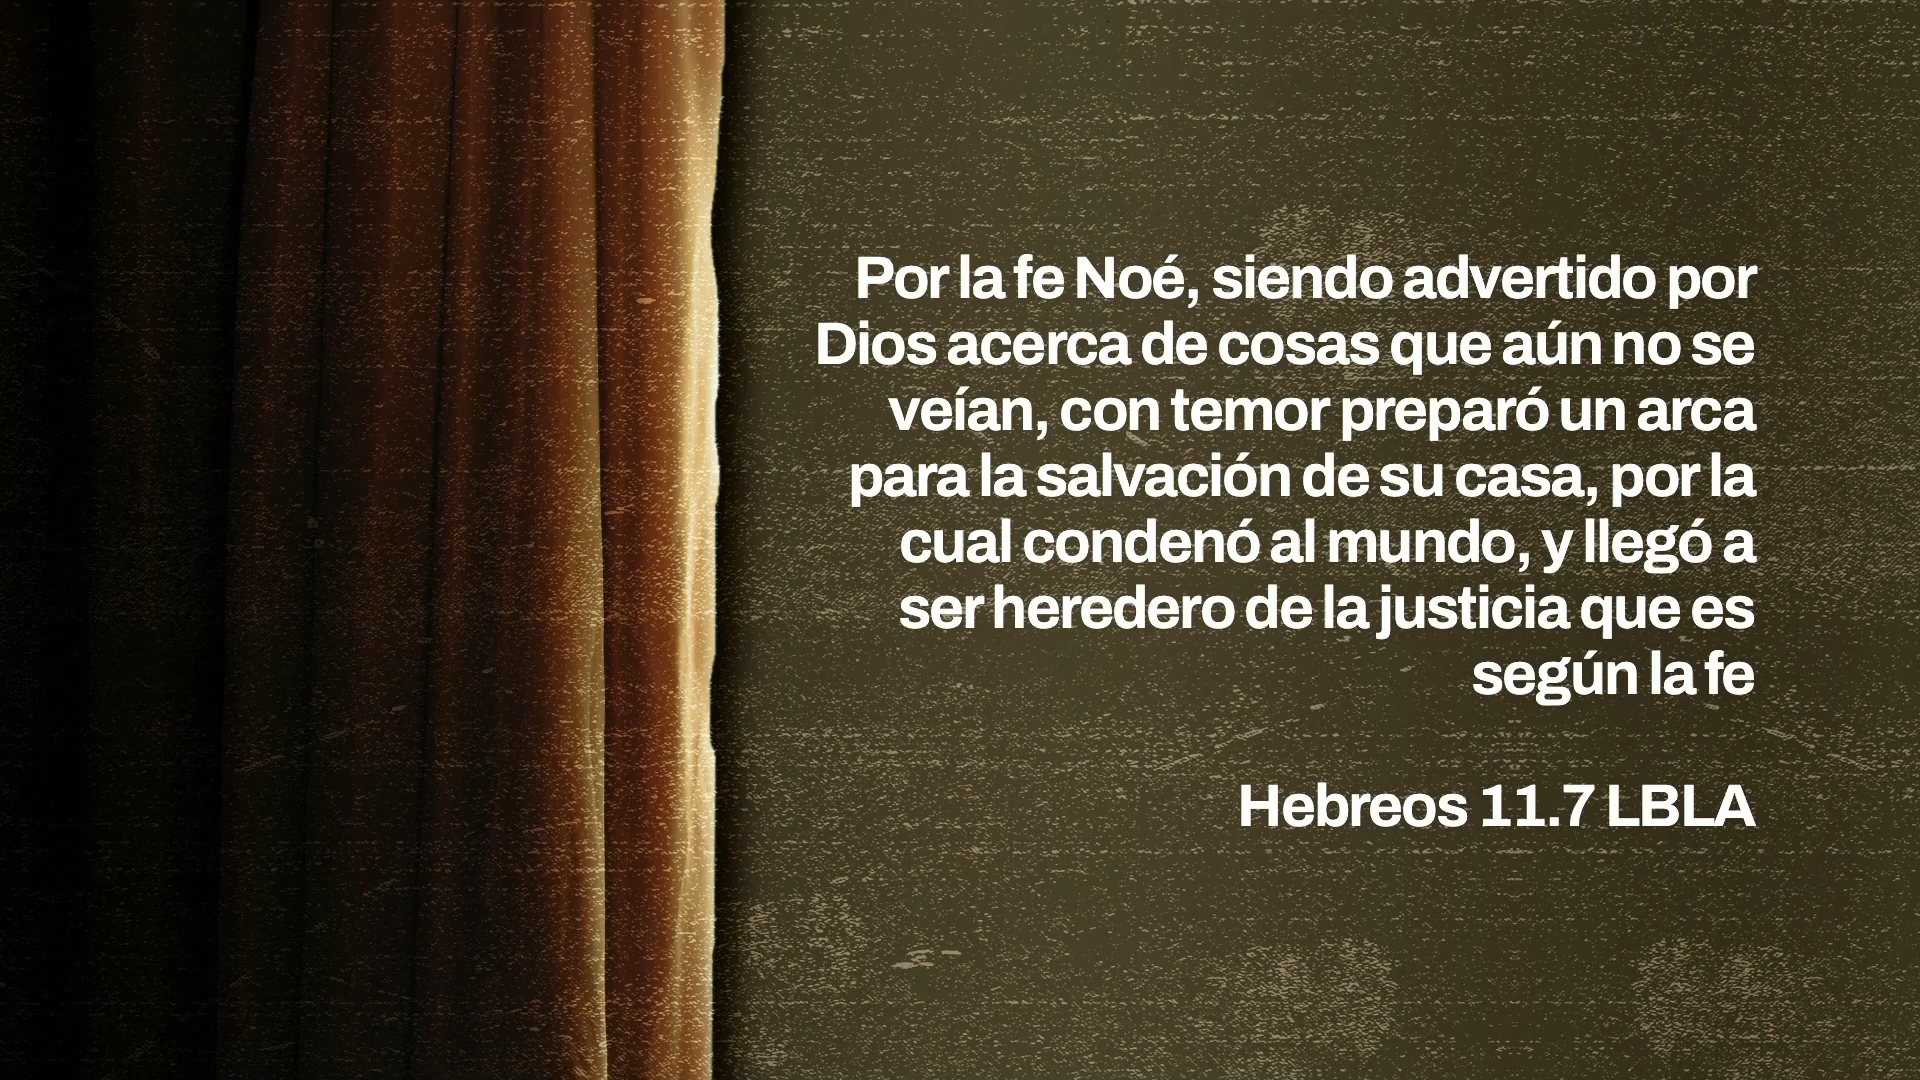 Por la fe Noé, siendo advertido por
Dios acerca de cosas que aún no se
veían, con temor preparó un arca
para la salvación de su casa, por la
cual condenó al mundo, y llegó a
ser heredero de la justicia que es
según la fe
Hebreos 11.7 LBLA